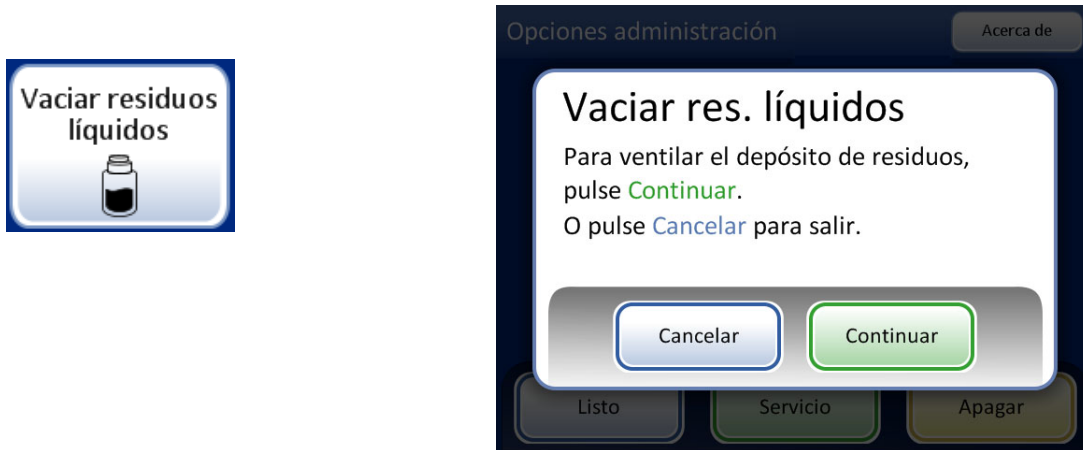 Vaciar residuos
líquidos
Opciones administración
Acerca de
Vaciar res. líquidos
Para ventilar el depósito de residuos,
pulse Continuar.
O pulse Cancelar para salir.
Cancelar
Continuar
Listo
Servicio
Apagar